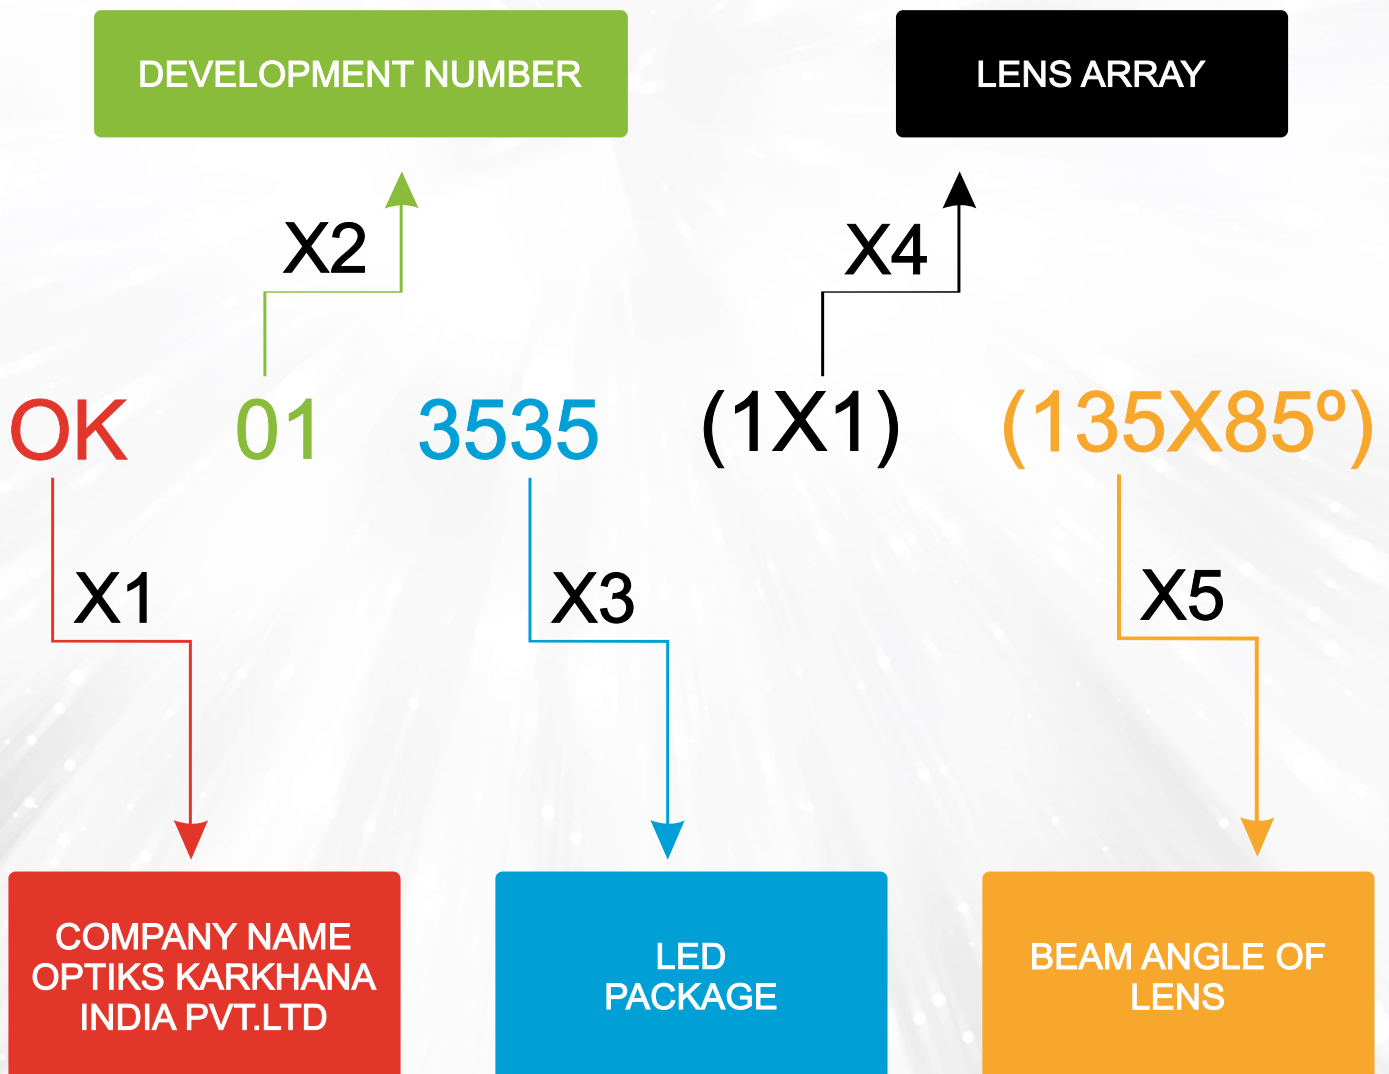 DEVELOPMENT NUMBER
LENS ARRAY
X2
X4
OK 01 3535 (1X1) (135X85º)
X1
X3
X5
COMPANY NAME
OPTIKS KARKHANA
INDIA PVT.LTD
LED
PACKAGE
BEAM ANGLE OF
LENS